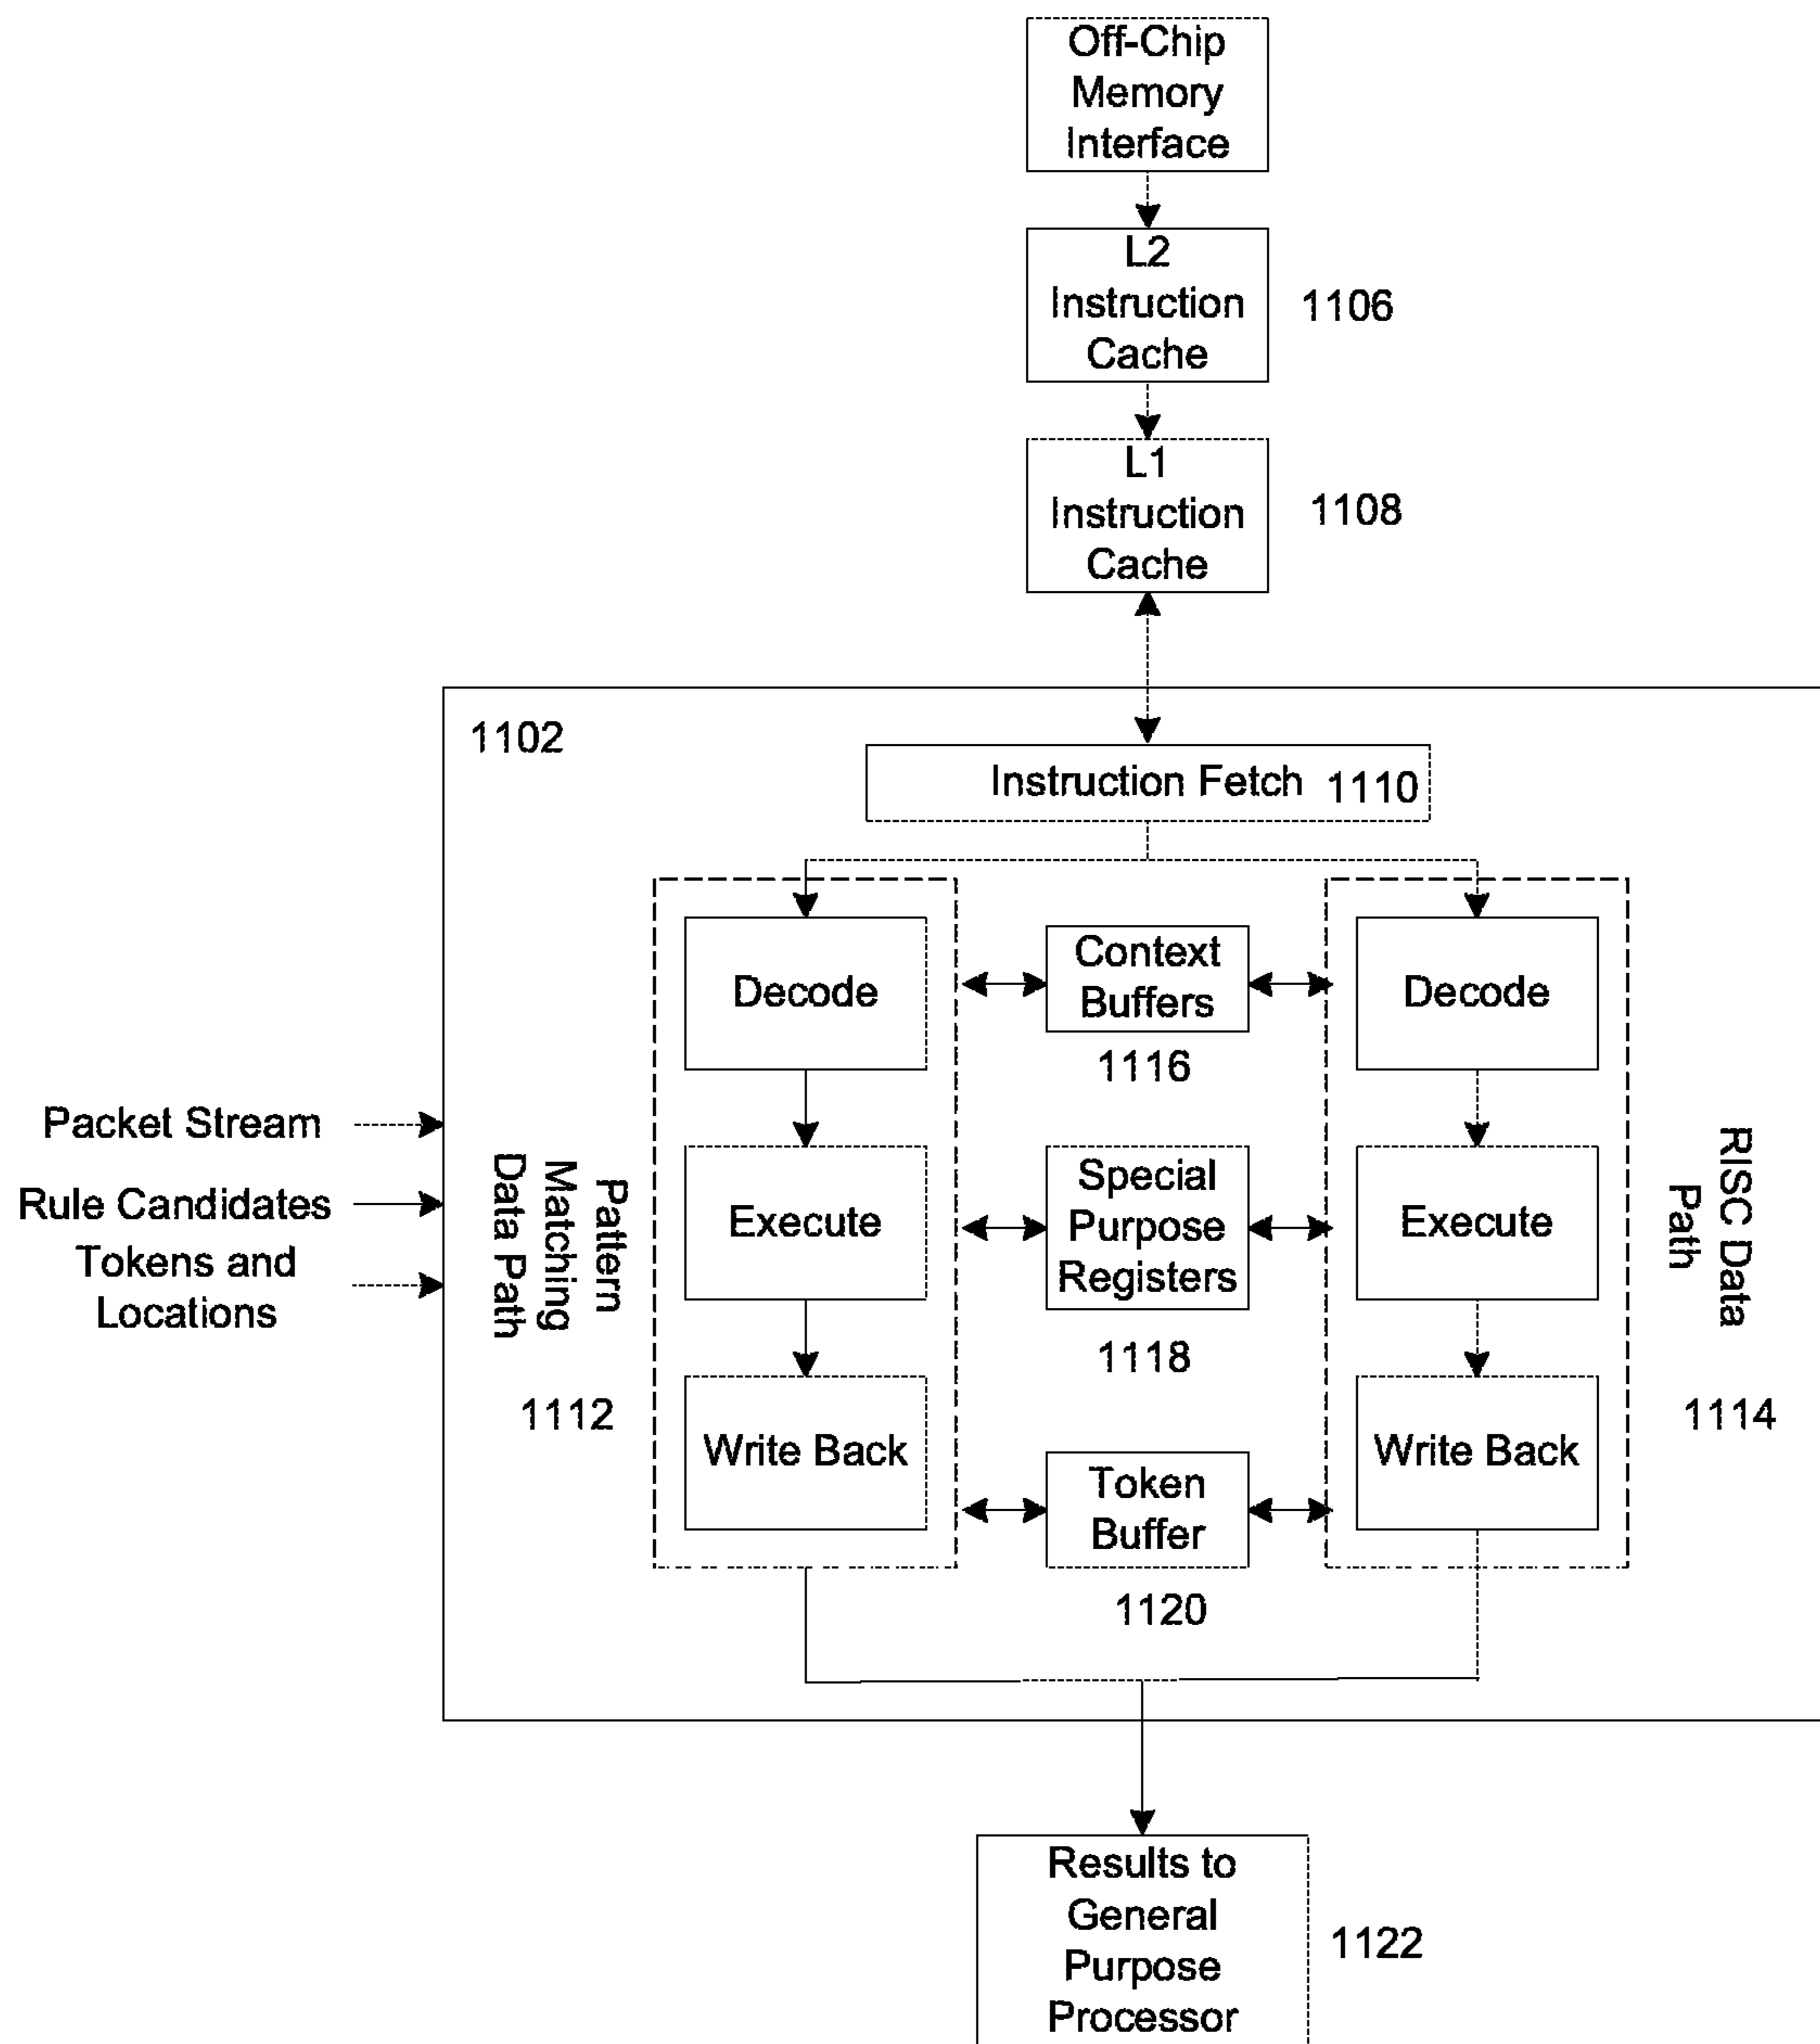 Off-Chip
Memory
Interface
L2
Instruction
Cache
1106
L1
Instruction
Cache
1108
1102
Instruction Fetch 1110
Decode
Context
Buffers
1116
Decode
Packet Stream
Rule Candidates
Tokens and
Locations
Pattern
Matching
Data Path
1112
Execute
Special
Purpose
Registers
1118
Execute
RISC Data
Path
1114
Write Back
Token
Buffer
1120
Write Back
Results to
General
Purpose
Processor
1122